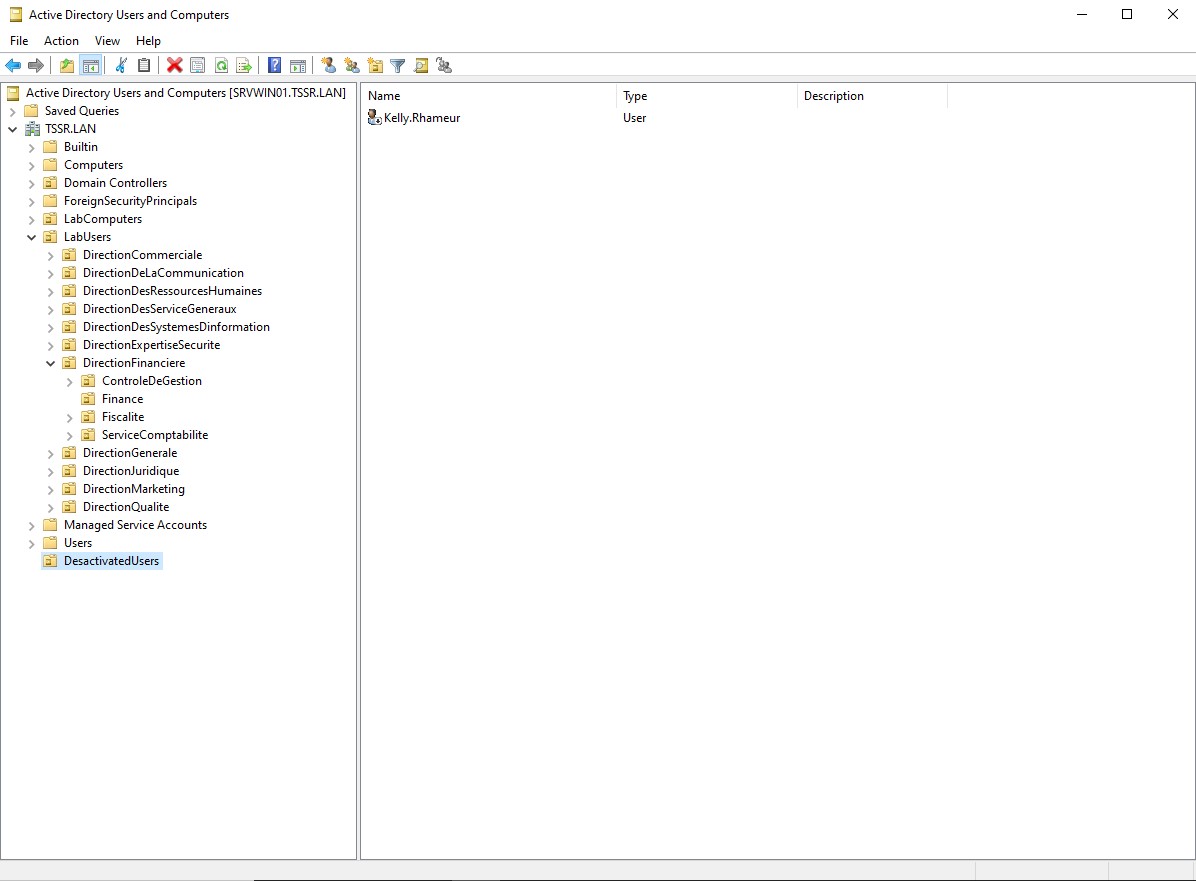 Active Directory Users and Computers
File Action View Help
Active Directory Users and Computers [SRVWIN01.TSSR.LAN]
Saved Queries
TSSR.LAN
Builtin
Computers
Domain Controllers
ForeignSecurityPrincipals
LabComputers
LabUsers
DirectionCommerciale
DirectionDeLaCommunication
DirectionDesRessourcesHumaines
DirectionDesServiceGeneraux
DirectionDesSystemesDinformation
DirectionExpertiseSecurite
DirectionFinanciere
ControleDeGestion
Finance
Fiscalite
ServiceComptabilite
DirectionGenerale
DirectionJuridique
DirectionMarketing
DirectionQualite
Managed Service Accounts
Users
DesactivatedUsers
Name Type Description
Kelly.Rhameur User